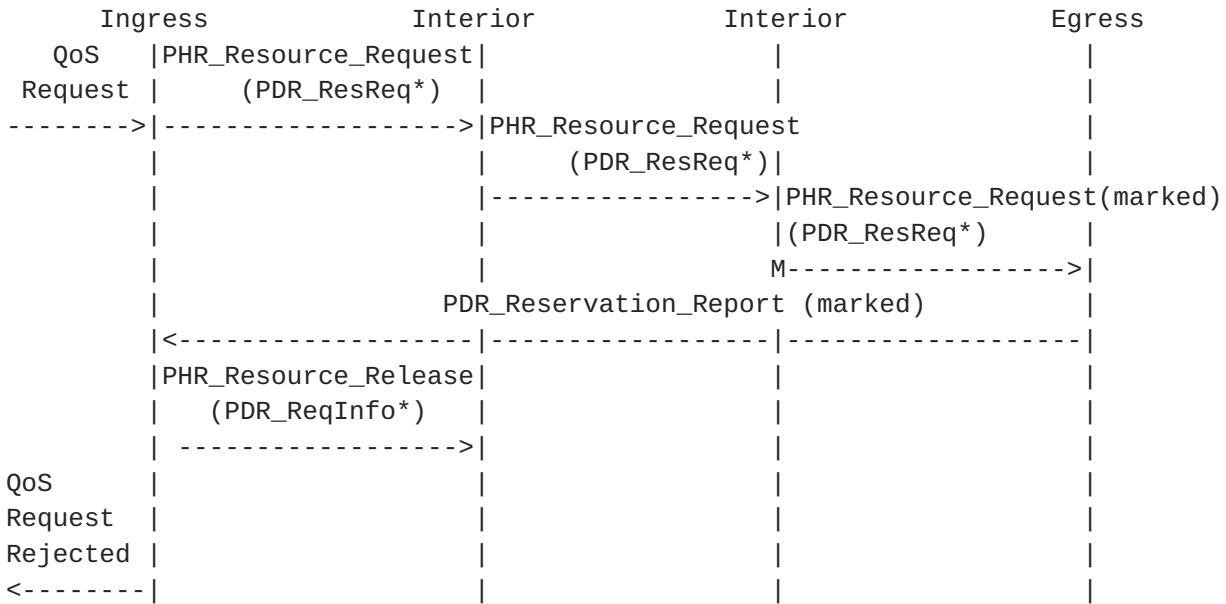 Ingress Interior Interior Egress
QoS |PHR_Resource_Request| | |
Request | (PDR_ResReq*) | | |
-------->|------------------->|PHR_Resource_Request |
| | (PDR_ResReq*)| |
| |----------------->|PHR_Resource_Request(marked)
| | |(PDR_ResReq*) |
| | M------------------>|
| PDR_Reservation_Report (marked) |
|<-------------------|------------------|-------------------|
|PHR_Resource_Release| | |
| (PDR_ReqInfo*) | | |
| ------------------>| | |
QoS | | | |
Request | | | |
Rejected | | | |
<--------| | | |